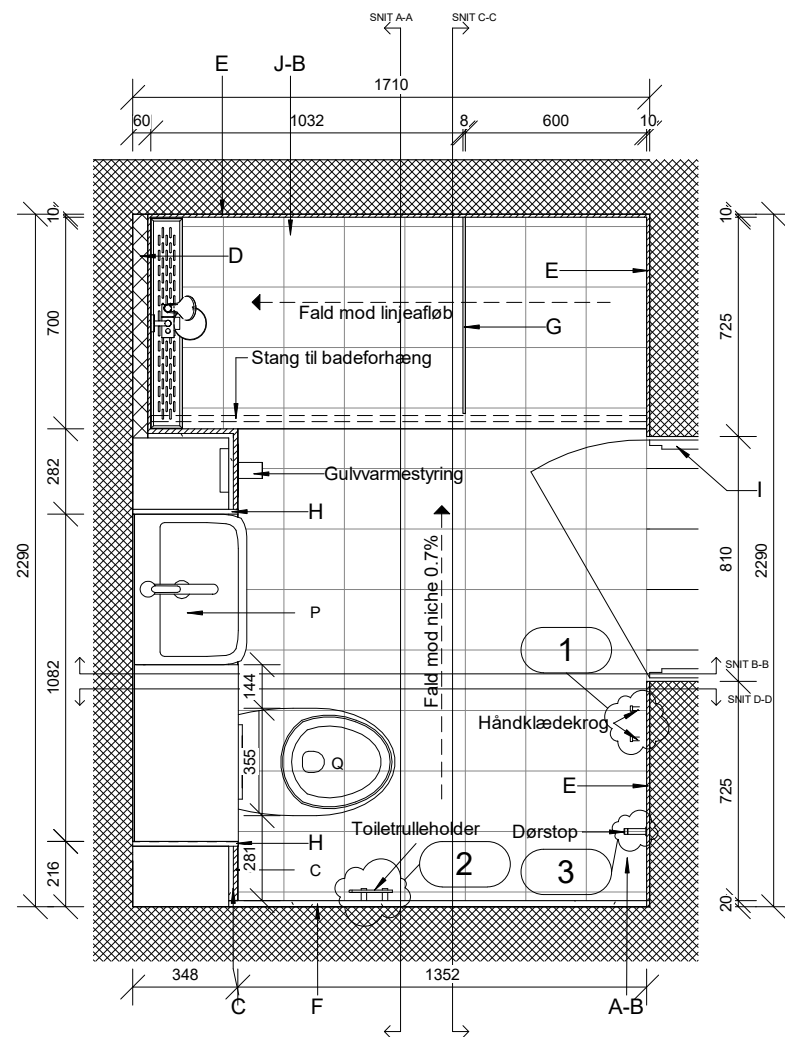 SNIT A-A
SNIT C-C
E
J-B
1710
60
1032
8
600
10
10
10
D
E
Fald mod linjeafløb
G
700
725
Stang til badeforhæng
282
Gulvvarmestyring
I
H
2290
810
2290
Fald mod niche 0.7%
P
1
1082
SNIT B-B
144
SNIT D-D
Håndklædekrog
355
Q
E
725
Toiletrulleholder
Dørstop
H
2
3
281
C
216
20
348
1352
C
F
A-B